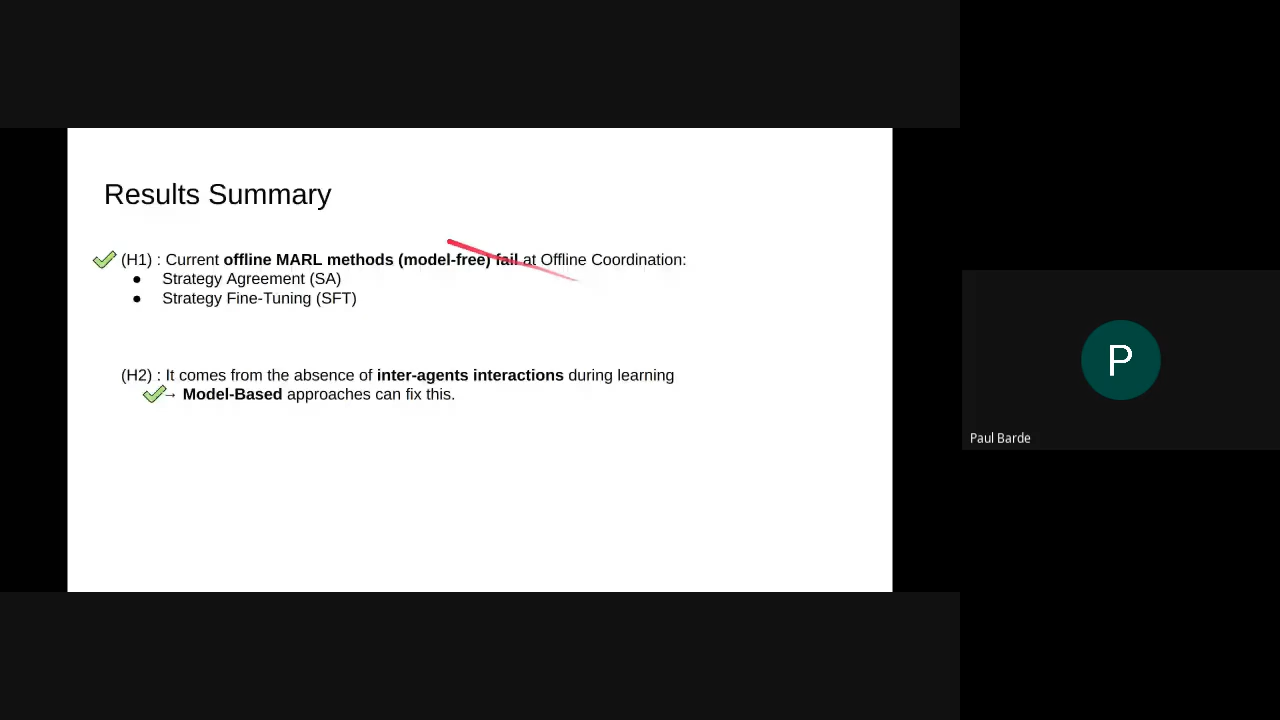 Results Summary
(H1) : Current offline MARL methods (model-free) fail at Offline Coordination:
● Strategy Agreement (SA)
● Strategy Fine-Tuning (SFT)
(H2) : It comes from the absence of inter-agents interactions during learning
→ Model-Based approaches can fix this.
P
Paul Barde